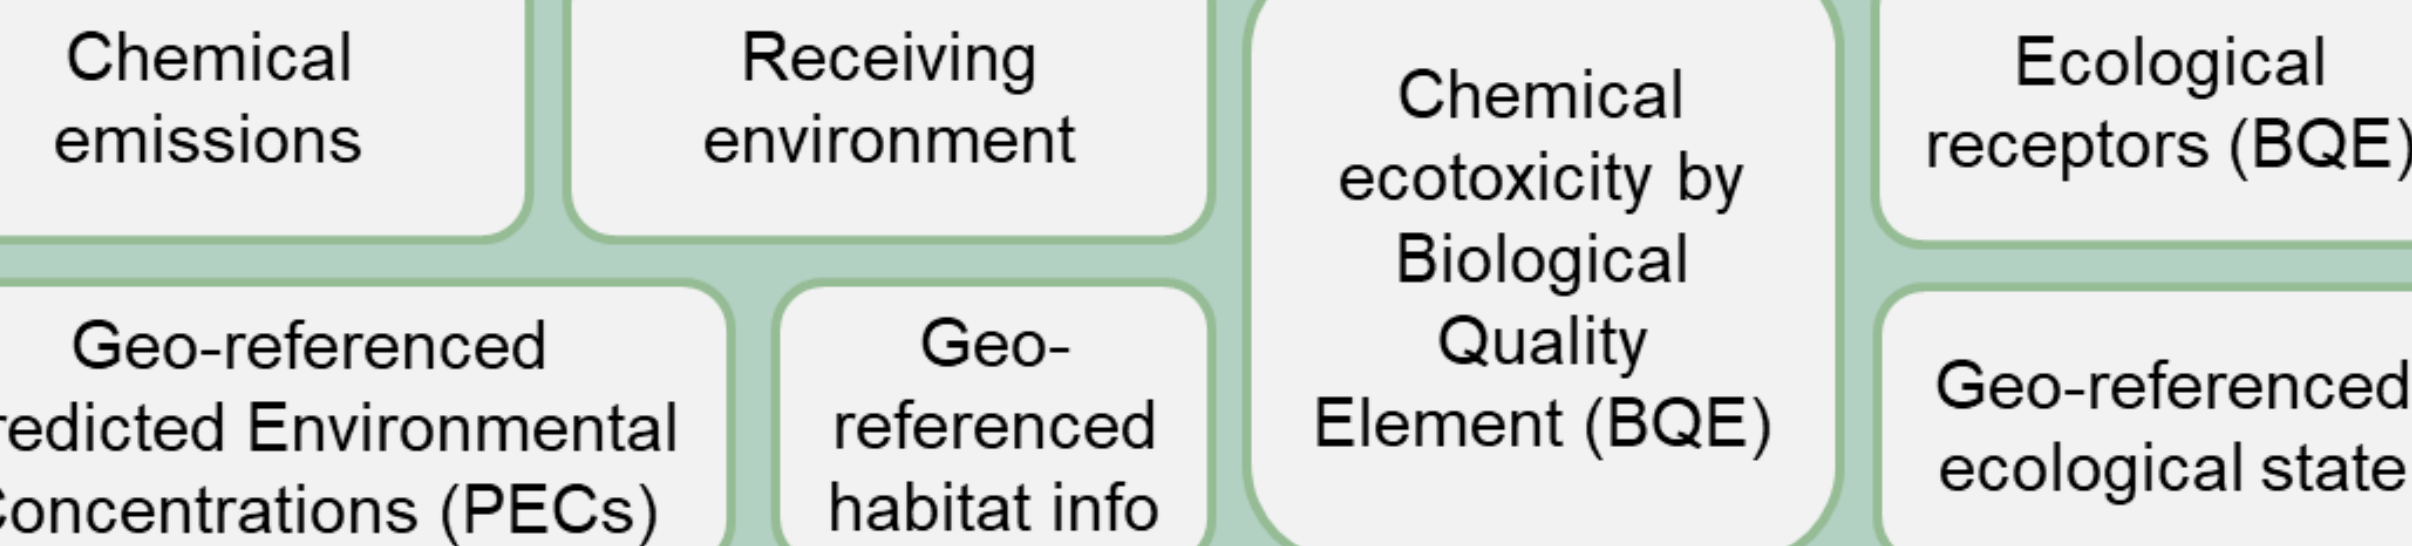 Chemical
emissions
Receiving
environment
Chemical
ecotoxicity by
Biological
Quality
Element (BQE)
Ecological
receptors (BQE)
Geo-referenced
redicted Environmental
Concentrations (PECs)
Geo-
referenced
habitat info
Geo-referenced
ecological state